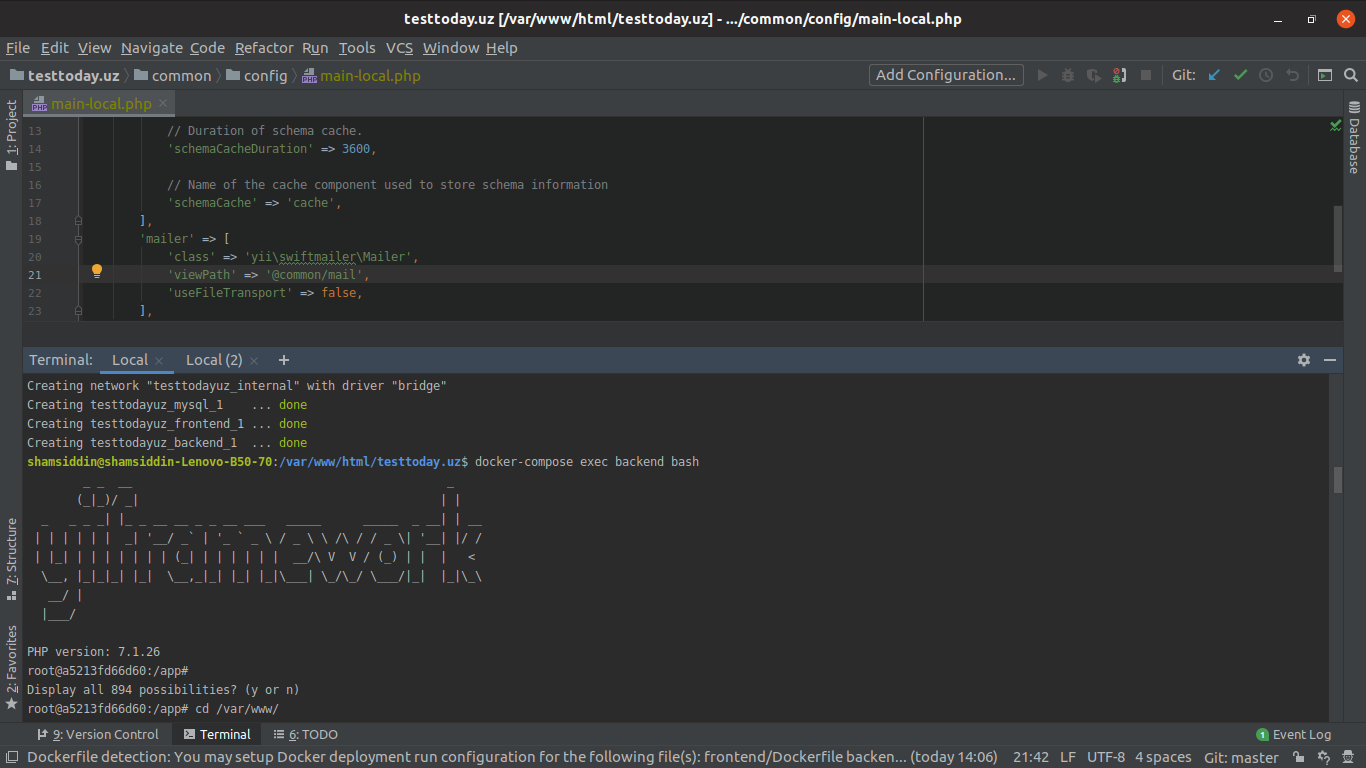 testtoday.uz [/var/www/html/testtoday.uz] - .../common/config/main-local.php
File Edit View Navigate Code Refactor Run Tools VCS Window Help
testtoday.uz common config main-local.php Add Configuration... Git:
main-local.php
1: Project
Database
13 // Duration of schema cache.
14 'schemaCacheDuration' => 3600,
15
16 // Name of the cache component used to store schema information
17 'schemaCache' => 'cache',
18 ],
19 'mailer' => [
20 'class' => 'yii\swiftmailer\Mailer',
21 'viewPath' => '@common/mail',
22 'useFileTransport' => false,
23 ],
Terminal: Local Local (2) +
Creating network "testtodayuz_internal" with driver "bridge"
Creating testtodayuz_mysql_1 ... done
Creating testtodayuz_frontend_1 ... done
Creating testtodayuz_backend_1 ... done
shamsiddin@shamsiddin-Lenovo-B50-70:/var/www/html/testtoday.uz$ docker-compose exec backend bash
yiiframework
7: Structure
2: Favorites
PHP version: 7.1.26
root@a5213fd66d60:/app#
Display all 894 possibilities? (y or n)
root@a5213fd66d60:/app# cd /var/www/
9: Version Control Terminal 6: TODO 1 Event Log
Dockerfile detection: You may setup Docker deployment run configuration for the following file(s): frontend/Dockerfile backen... (today 14:06) 21:42 LF UTF-8 4 spaces Git: master